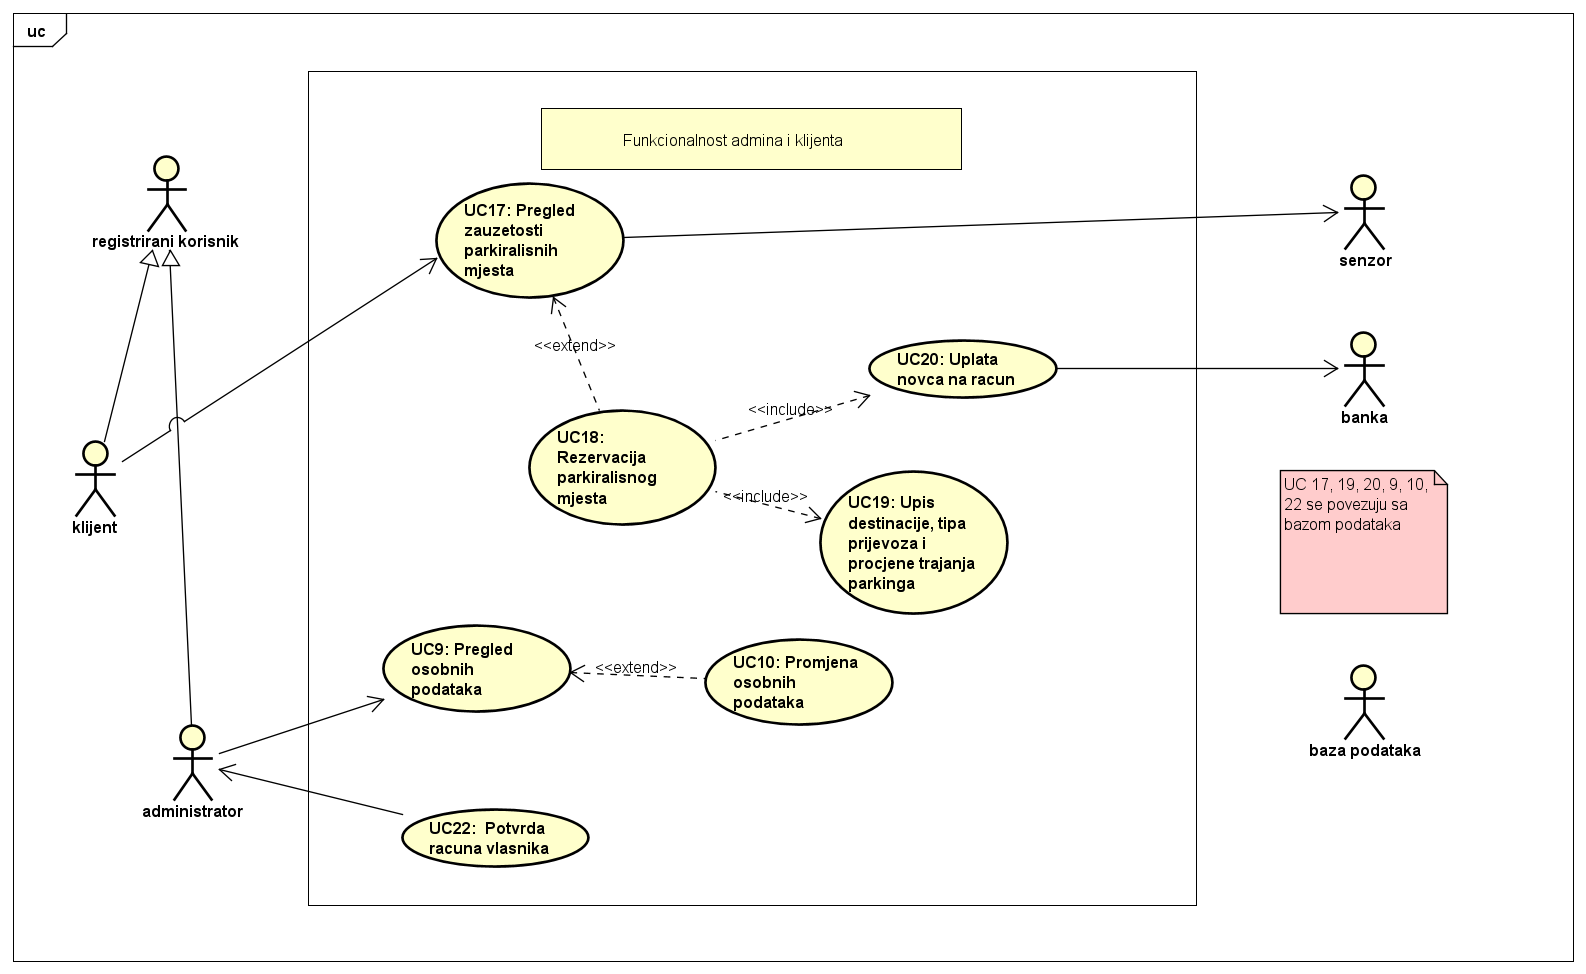 uc
Funkcionalnost admina i klijenta
registrirani korisnik
UC17: Pregled
zauzetosti
parkiralisnih
mjesta
senzor
<<extend>>
UC20: Uplata
novca na racun
banka
<<include>>
UC18:
Rezervacija
parkiralisnog
mjesta
klijent
<<include>>
UC19: Upis
destinacije, tipa
prijevoza i
procjene trajanja
parkinga
UC 17, 19, 20, 9, 10,
22 se povezuju sa
bazom podataka
UC9: Pregled
osobnih
podataka
<<extend>>
UC10: Promjena
osobnih
podataka
baza podataka
administrator
UC22:  Potvrda
racuna vlasnika